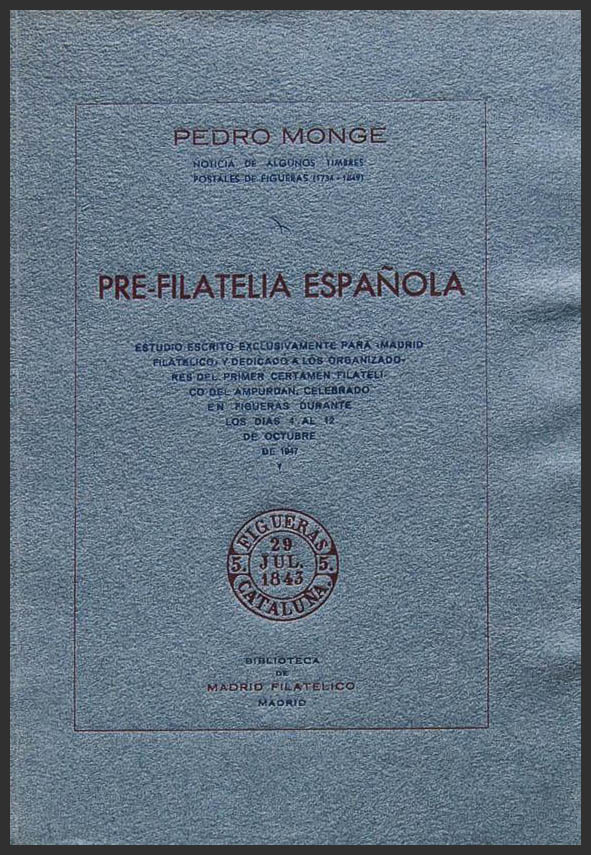 PEDRO MONGE
NOTICIA DE ALGUNOS TIMBRES
POSTALES DE FIGUERAS (1734 - 1849)
PRE-FILATELIA ESPAÑOLA
ESTUDIO ESCRITO EXCLUSIVAMENTE PARA «MADRID
FILATELICO» Y DEDICADO A LOS ORGANIZADO-
RES DEL PRIMER CERTAMEN FILATELI-
CO DEL AMPURDAN, CELEBRADO
EN FIGUERAS DURANTE
LOS DIAS 4 AL 12
DE OCTUBRE
DE 1947
Y
FIGUERAS
29
5. JUL. 5.
1843
CATALUÑA.
BIBLIOTECA
DE
MADRID FILATELICO
MADRID